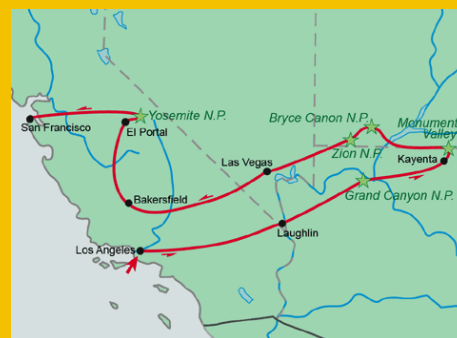 Yosemite N.P.
San Francisco
El Portal
Bryce Canon N.P.
Monument
Valley
Zion N.P.
Kayenta
Las Vegas
Grand Canyon N.P.
Bakersfield
Laughlin
Los Angeles